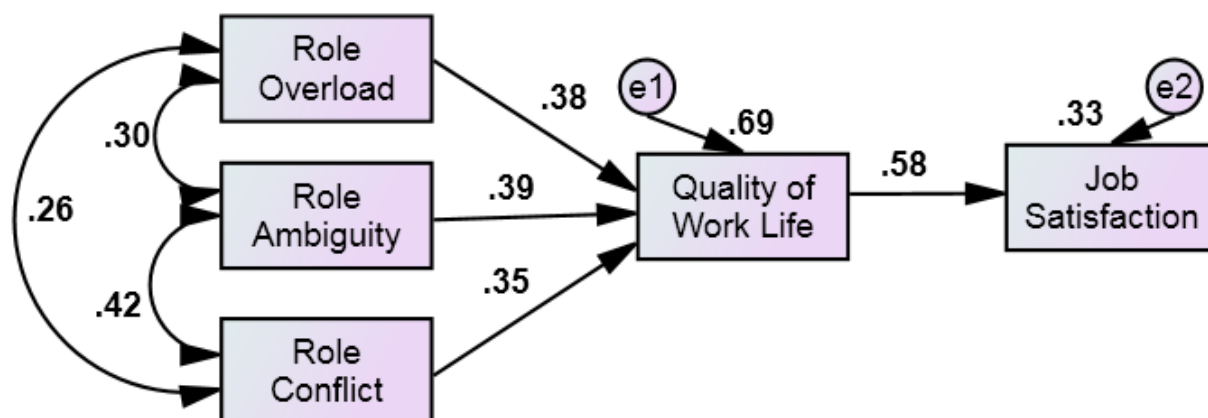 Role
Overload
.38
e1
.69
.33
e2
.30
Role
Ambiguity
.39
Quality of
Work Life
.58
Job
Satisfaction
.26
.42
.35
Role
Conflict